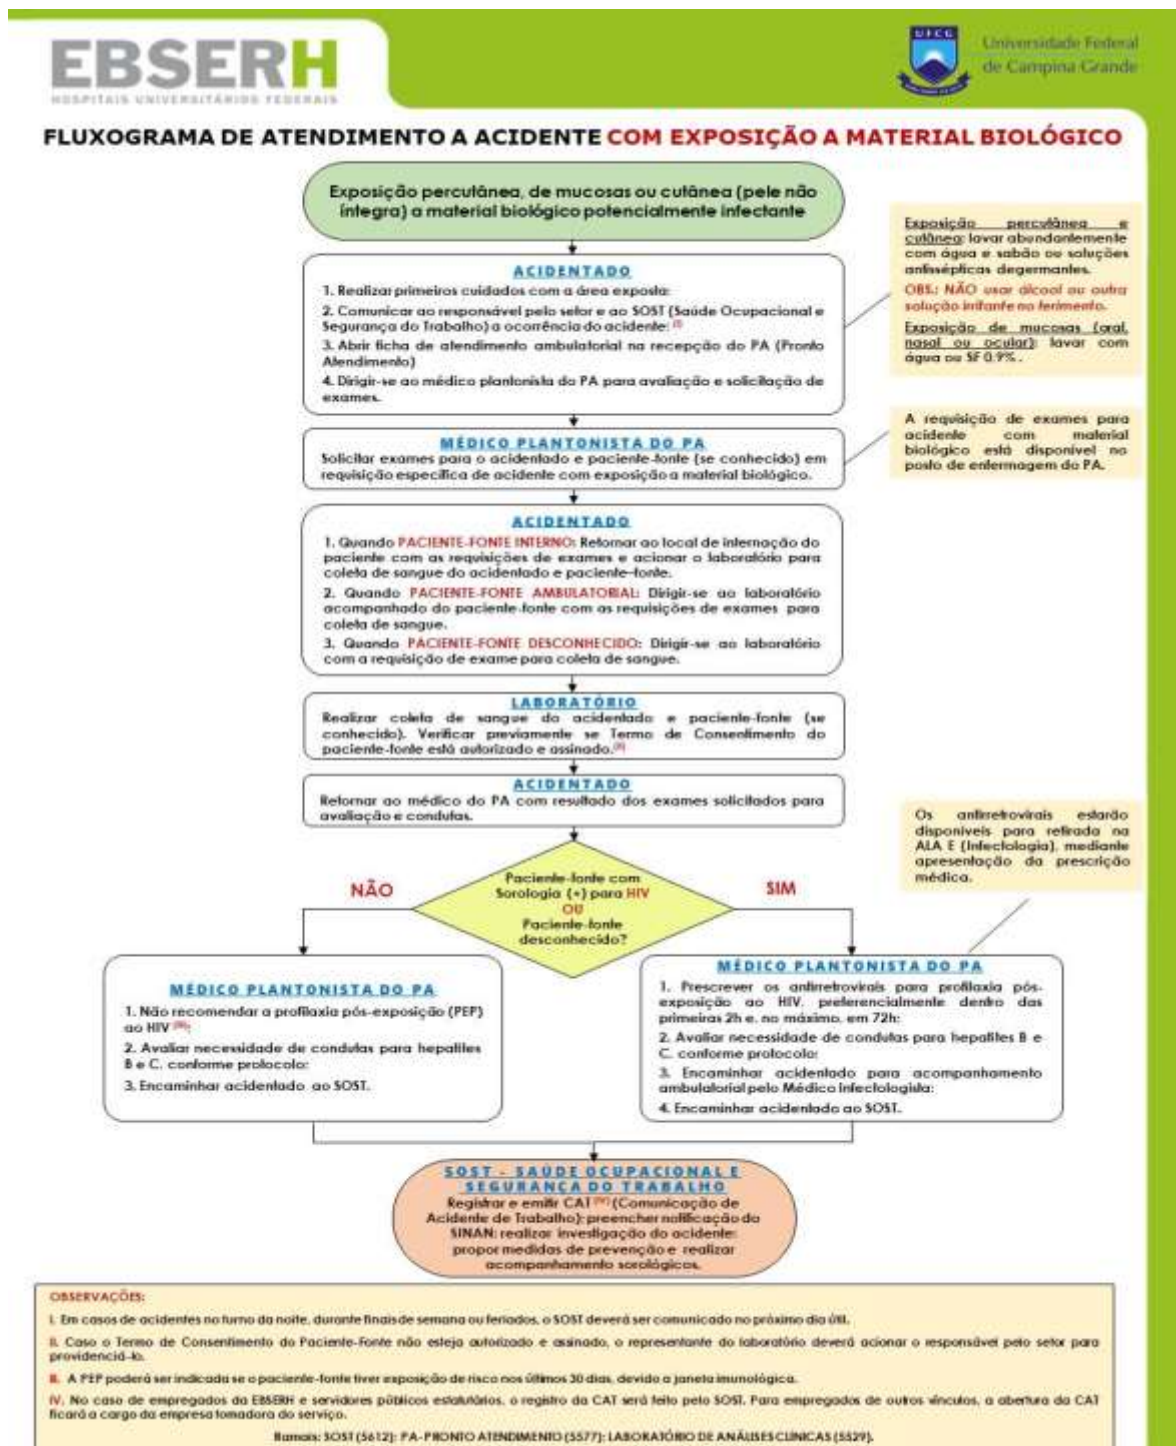 EBSERH
HOSPITAIS UNIVERSITÁRIOS FEDERAIS
UFCG
Universidade Federal
de Campina Grande
FLUXOGRAMA DE ATENDIMENTO A ACIDENTE COM EXPOSIÇÃO A MATERIAL BIOLÓGICO
Exposição percutânea, de mucosas ou cutânea (pele não
íntegra) a material biológico potencialmente infectante
Exposição percutânea e
cutânea: lavar abundantemente
com água e sabão ou soluções
antissépticas degermantes.
OBS.: NÃO usar álcool ou outra
solução irritante no ferimento.
Exposição de mucosas (oral,
nasal ou ocular): lavar com
água ou SF 0,9% .
ACIDENTADO
1. Realizar primeiros cuidados com a área exposta;
2. Comunicar ao responsável pelo setor e ao SOST (Saúde Ocupacional e
Segurança do Trabalho) a ocorrência do acidente; (I)
3. Abrir ficha de atendimento ambulatorial na recepção do PA (Pronto
Atendimento)
4. Dirigir-se ao médico plantonista do PA para avaliação e solicitação de
exames.
A requisição de exames para
acidente com material
biológico está disponível no
posto de enfermagem do PA.
MÉDICO PLANTONISTA DO PA
Solicitar exames para o acidentado e paciente-fonte (se conhecido) em
requisição específica de acidente com exposição a material biológico.
ACIDENTADO
1. Quando PACIENTE-FONTE INTERNO: Retornar ao local de internação do
paciente com as requisições de exames e acionar o laboratório para
coleta de sangue do acidentado e paciente-fonte.
2. Quando PACIENTE-FONTE AMBULATORIAL: Dirigir-se ao laboratório
acompanhado do paciente-fonte com as requisições de exames para
coleta de sangue.
3. Quando PACIENTE-FONTE DESCONHECIDO: Dirigir-se ao laboratório
com a requisição de exame para coleta de sangue.
LABORATÓRIO
Realizar coleta de sangue do acidentado e paciente-fonte (se
conhecido). Verificar previamente se Termo de Consentimento do
paciente-fonte está autorizado e assinado.(II)
ACIDENTADO
Retornar ao médico do PA com resultado dos exames solicitados para
avaliação e condutas.
Os antirretrovirais estarão
disponíveis para retirada na
ALA E (Infectologia), mediante
apresentação da prescrição
médica.
NÃO
Paciente-fonte com
Sorologia (+) para HIV
OU
Paciente-fonte
desconhecido?
SIM
MÉDICO PLANTONISTA DO PA
1. Não recomendar a profilaxia pós-exposição (PEP)
ao HIV (III);
2. Avaliar necessidade de condutas para hepatites
B e C, conforme protocolo;
3. Encaminhar acidentado ao SOST.
MÉDICO PLANTONISTA DO PA
1. Prescrever os antirretrovirais para profilaxia pós-
exposição ao HIV, preferencialmente dentro das
primeiras 2h e, no máximo, em 72h;
2. Avaliar necessidade de condutas para hepatites B e
C, conforme protocolo;
3. Encaminhar acidentado para acompanhamento
ambulatorial pelo Médico Infectologista;
4. Encaminhar acidentado ao SOST.
SOST - SAÚDE OCUPACIONAL E
SEGURANÇA DO TRABALHO
Registrar e emitir CAT (IV) (Comunicação de
Acidente de Trabalho); preencher notificação do
SINAN; realizar investigação do acidente;
propor medidas de prevenção e realizar
acompanhamento sorológicos.
OBSERVAÇÕES:
I. Em casos de acidentes no turno da noite, durante finais de semana ou feriados, o SOST deverá ser comunicado no próximo dia útil.
II. Caso o Termo de Consentimento do Paciente-Fonte não esteja autorizado e assinado, o representante do laboratório deverá acionar o responsável pelo setor para
providenciá-lo.
III. A PEP poderá ser indicada se o paciente-fonte tiver exposição de risco nos últimos 30 dias, devido a janela imunológica.
IV. No caso de empregados da EBSERH e servidores públicos estatutários, o registro da CAT será feito pelo SOST. Para empregados de outros vínculos, a abertura da CAT
ficará a cargo da empresa tomadora do serviço.
Ramais: SOST (5612); PA-PRONTO ATENDIMENTO (5577); LABORATÓRIO DE ANÁLISES CLÍNICAS (5529).